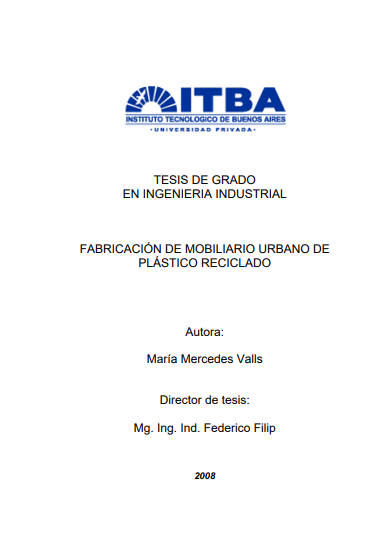 ITBA
INSTITUTO TECNOLOGICO DE BUENOS AIRES
• UNIVERSIDAD PRIVADA •
TESIS DE GRADO
EN INGENIERIA INDUSTRIAL
FABRICACIÓN DE MOBILIARIO URBANO DE
PLÁSTICO RECICLADO
Autora:
María Mercedes Valls
Director de tesis:
Mg. Ing. Ind. Federico Filip
2008